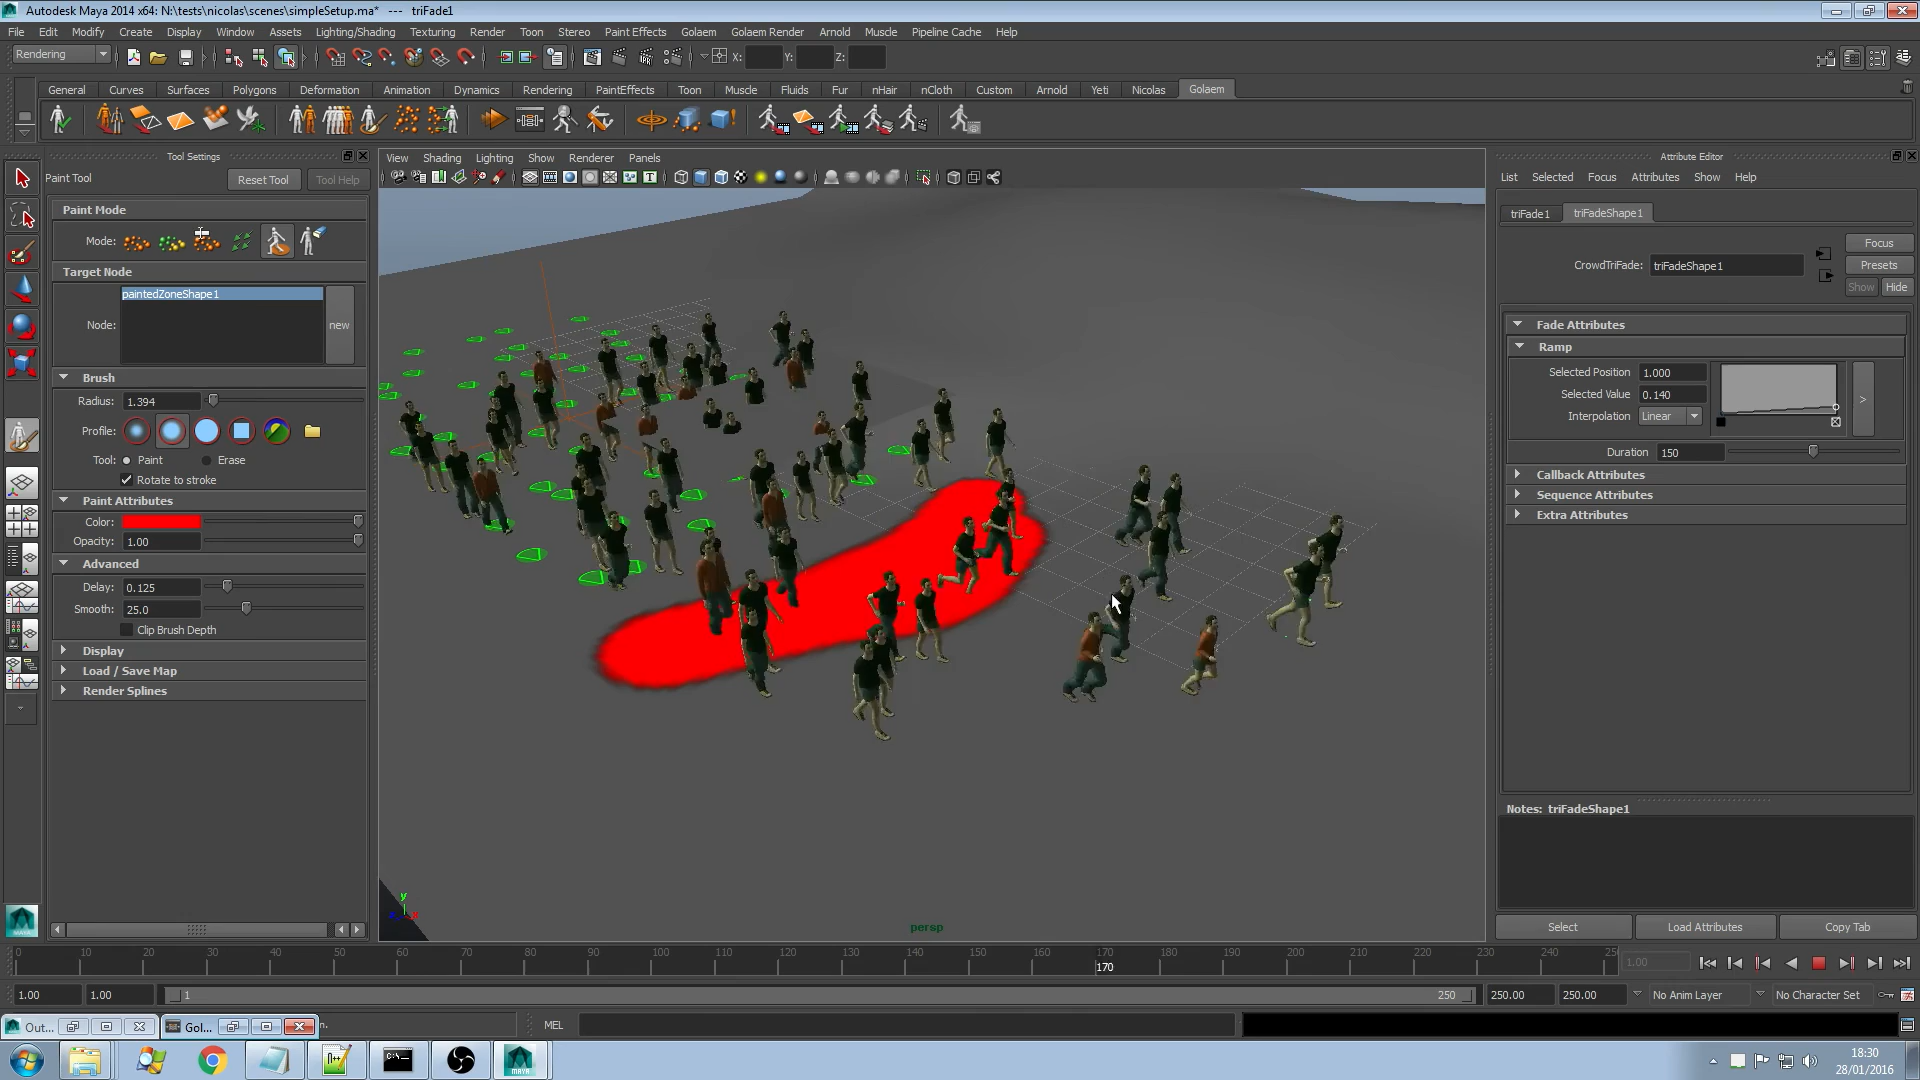 Autodesk Maya 2014 x64: N:\tests\nicolas\scenes\simpleSetup.ma* --- triFade1
File Edit Modify Create Display Window Assets Lighting/Shading Texturing Render Toon Stereo Paint Effects Golaem Golaem Render Arnold Muscle Pipeline Cache Help
Rendering X: Y: Z:
General Curves Surfaces Polygons Deformation Animation Dynamics Rendering PaintEffects Toon Muscle Fluids Fur nHair nCloth Custom Arnold Yeti Nicolas Golaem
Tool Settings
Paint Tool Reset Tool Tool Help
Paint Mode
Mode:
Target Node
paintedZoneShape1
Node: new
Brush
Radius: 1.394
Profile:
Tool: Paint Erase
Rotate to stroke
Paint Attributes
Color:
Opacity: 1.00
Advanced
Delay: 0.125
Smooth: 25.0
Clip Brush Depth
Display
Load / Save Map
Render Splines
View Shading Lighting Show Renderer Panels
persp
y
Attribute Editor
List Selected Focus Attributes Show Help
triFade1 triFadeShape1
Focus
CrowdTriFade: triFadeShape1 Presets
Show Hide
Fade Attributes
Ramp
Selected Position 1.000
Selected Value 0.140
Interpolation Linear
>
Duration 150
Callback Attributes
Sequence Attributes
Extra Attributes
Notes: triFadeShape1
Select Load Attributes Copy Tab
0 10 20 30 40 50 60 70 80 90 100 110 120 130 140 150 160 170 180 190 200 210 220 230 240 25
170
1.00
1.00 1.00 1 250 250.00 250.00 No Anim Layer No Character Set
Out... Gol... n.
MEL
18:30
28/01/2016